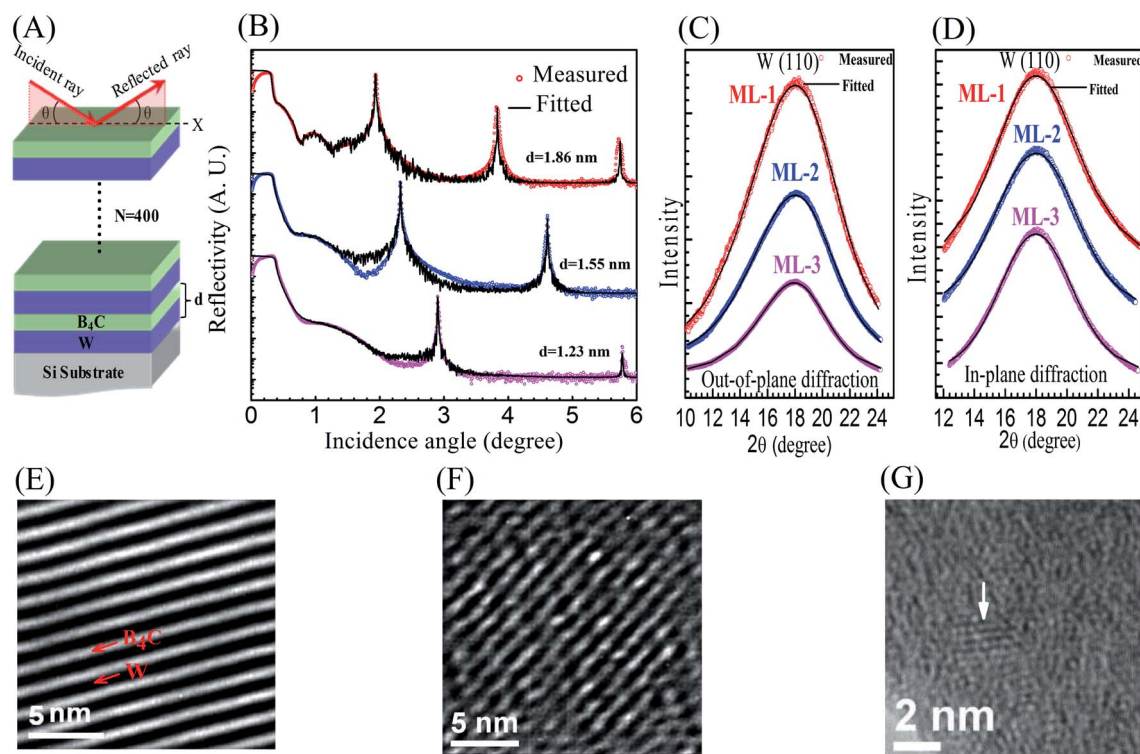 (A)
Incident ray
Reflected ray
θ
θ
X
N=400
d
B₄C
W
Si Substrate
(B)
Reflectivity (A. U.)
Measured
Fitted
d=1.86 nm
d=1.55 nm
d=1.23 nm
0 1 2 3 4 5 6
Incidence angle (degree)
(C)
W (110)
Measured
Fitted
ML-1
ML-2
ML-3
Intensity
Out-of-plane diffraction
10 12 14 16 18 20 22 24
2θ (degree)
(D)
W (110)
Measured
Fitted
ML-1
ML-2
ML-3
Intensity
In-plane diffraction
12 14 16 18 20 22 24
2θ (degree)
(E)
B₄C
W
5 nm
(F)
5 nm
(G)
2 nm